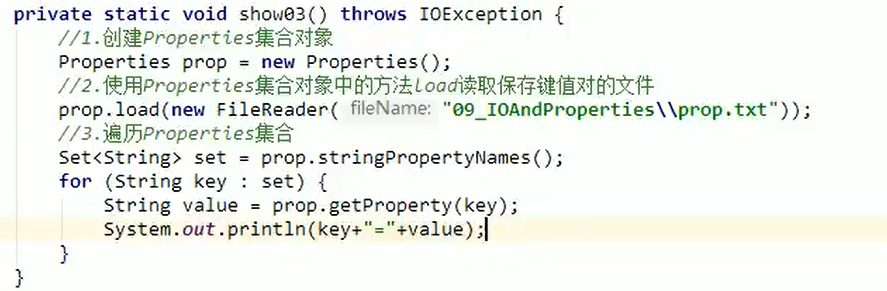 private static void show03() throws IOException {
//1.创建Properties集合对象
Properties prop = new Properties();
//2.使用Properties集合对象中的方法load读取保存键值对的文件
prop.load(new FileReader( fileName: "09_IOAndProperties\\prop.txt"));
//3.遍历Properties集合
Set<String> set = prop.stringPropertyNames();
for (String key : set) {
String value = prop.getProperty(key);
System.out.println(key+"="+value);
}
}